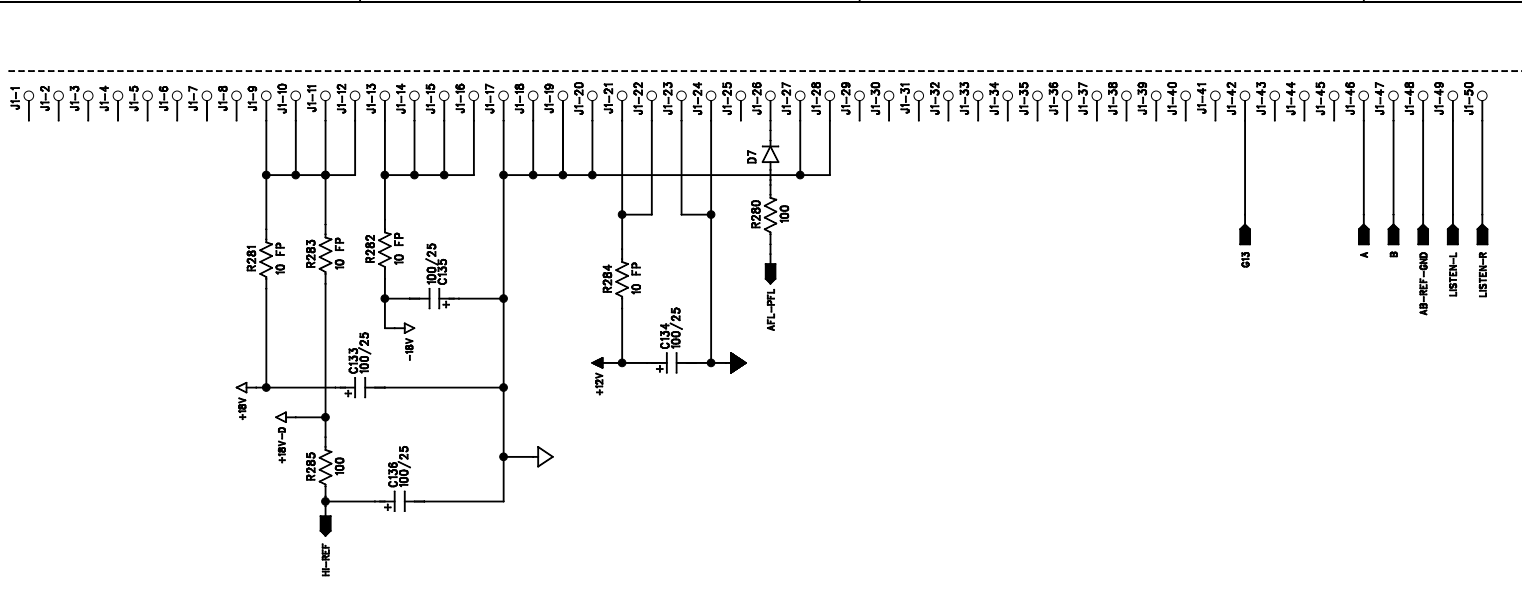 J1-1
J1-2
J1-3
J1-4
J1-5
J1-6
J1-7
J1-8
J1-9
J1-10
J1-11
J1-12
J1-13
J1-14
J1-15
J1-16
J1-17
J1-18
J1-19
J1-20
J1-21
J1-22
J1-23
J1-24
J1-25
J1-26
J1-27
J1-28
J1-29
J1-30
J1-31
J1-32
J1-33
J1-34
J1-35
J1-36
J1-37
J1-38
J1-39
J1-40
J1-41
J1-42
J1-43
J1-44
J1-45
J1-46
J1-47
J1-48
J1-49
J1-50
D7
R280
100
AFL-PFL
R281
10 FP
R283
10 FP
R282
10 FP
100/25
C135
+
-18V
R284
10 FP
C134
100/25
+
+12V
C133
100/25
+
+18V
+18V-D
R285
100
C136
100/25
+
HI-REF
G13
A
B
AB-REF-GND
LISTEN-L
LISTEN-R